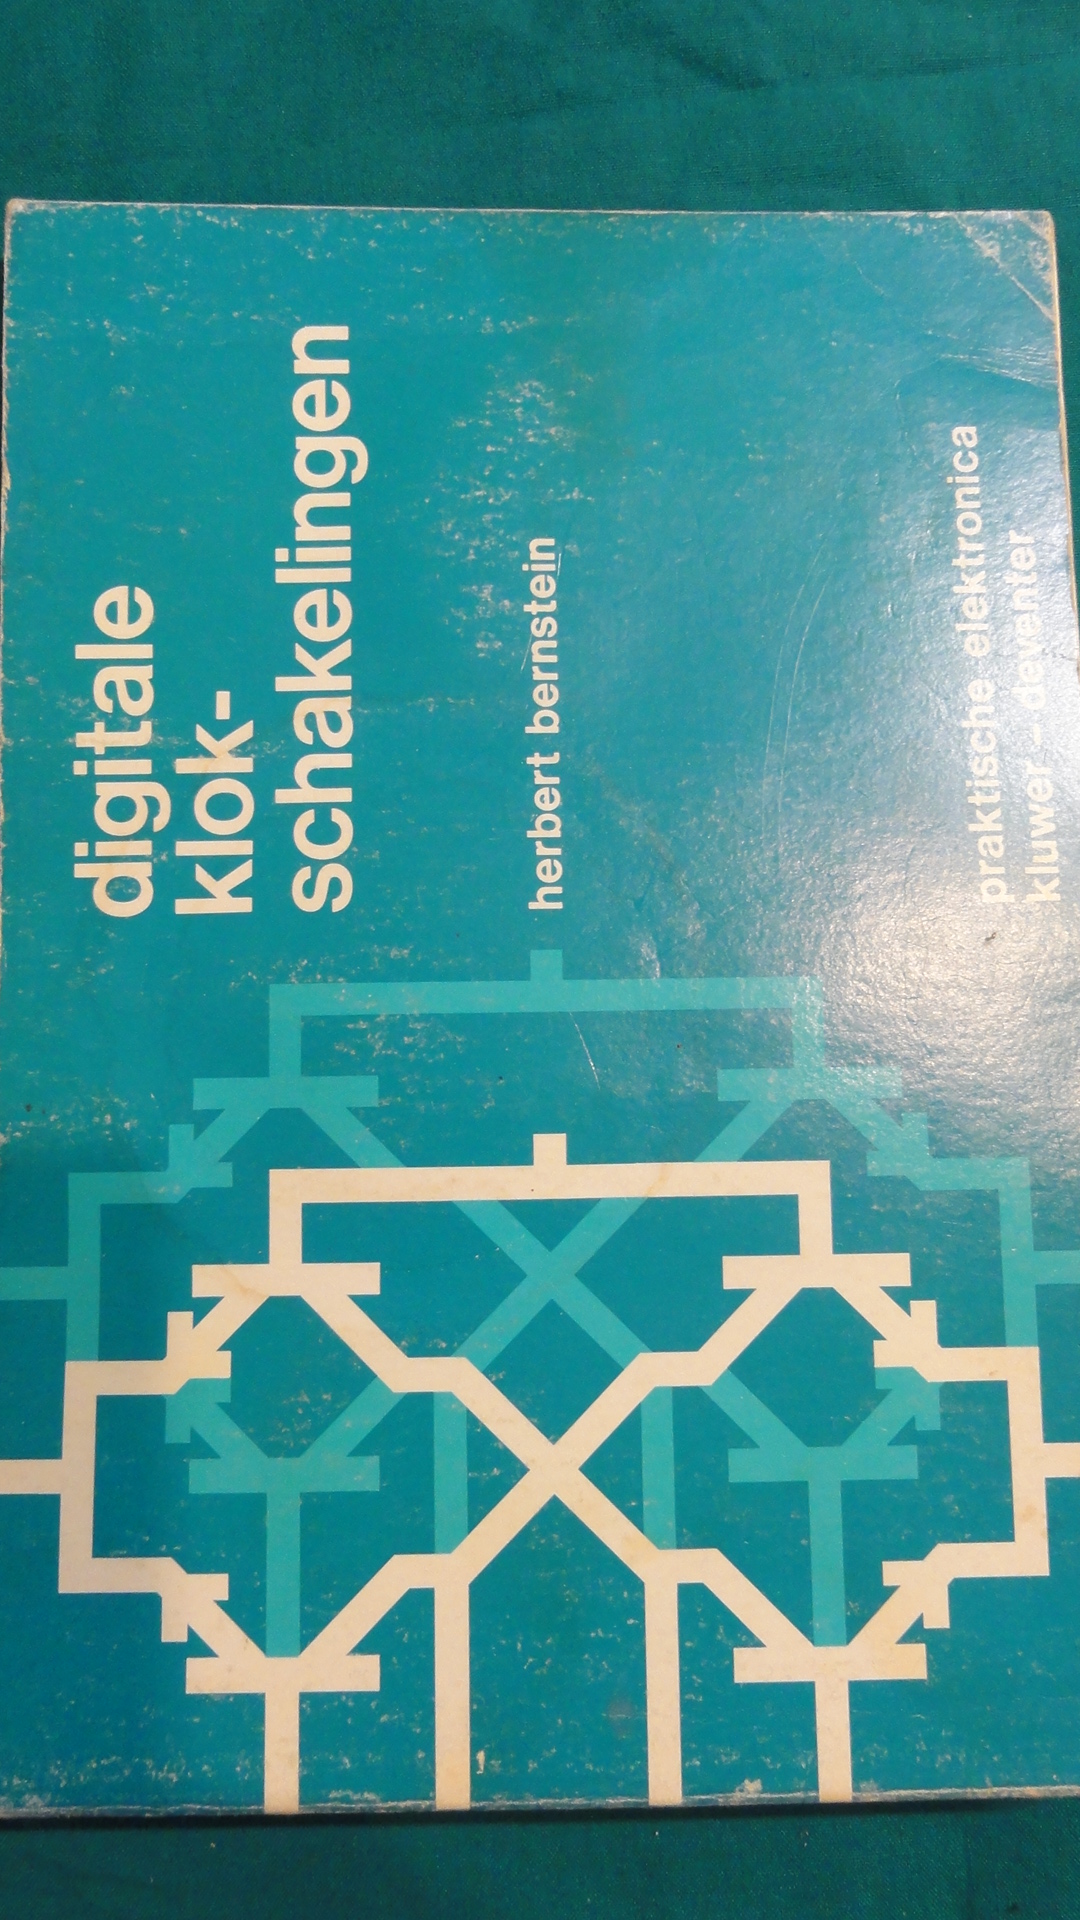 digitale
klok-
schakelingen
herbert bernstein
praktische elektronica
kluwer - deventer